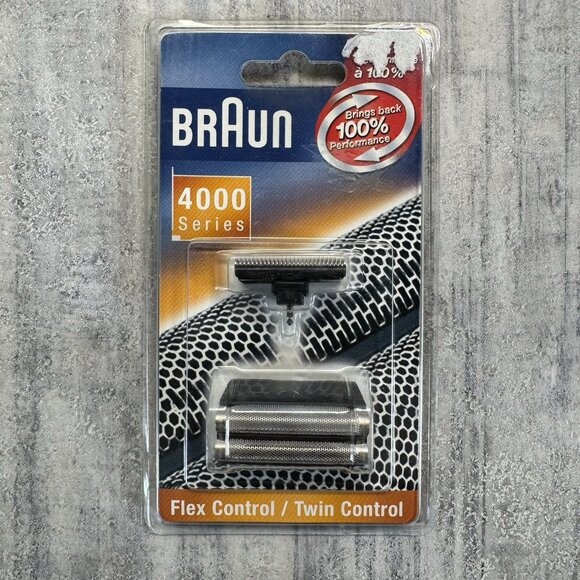 à 100%
Brings back
100%
Performance
BRAUN
4000
Series
Flex Control / Twin Control